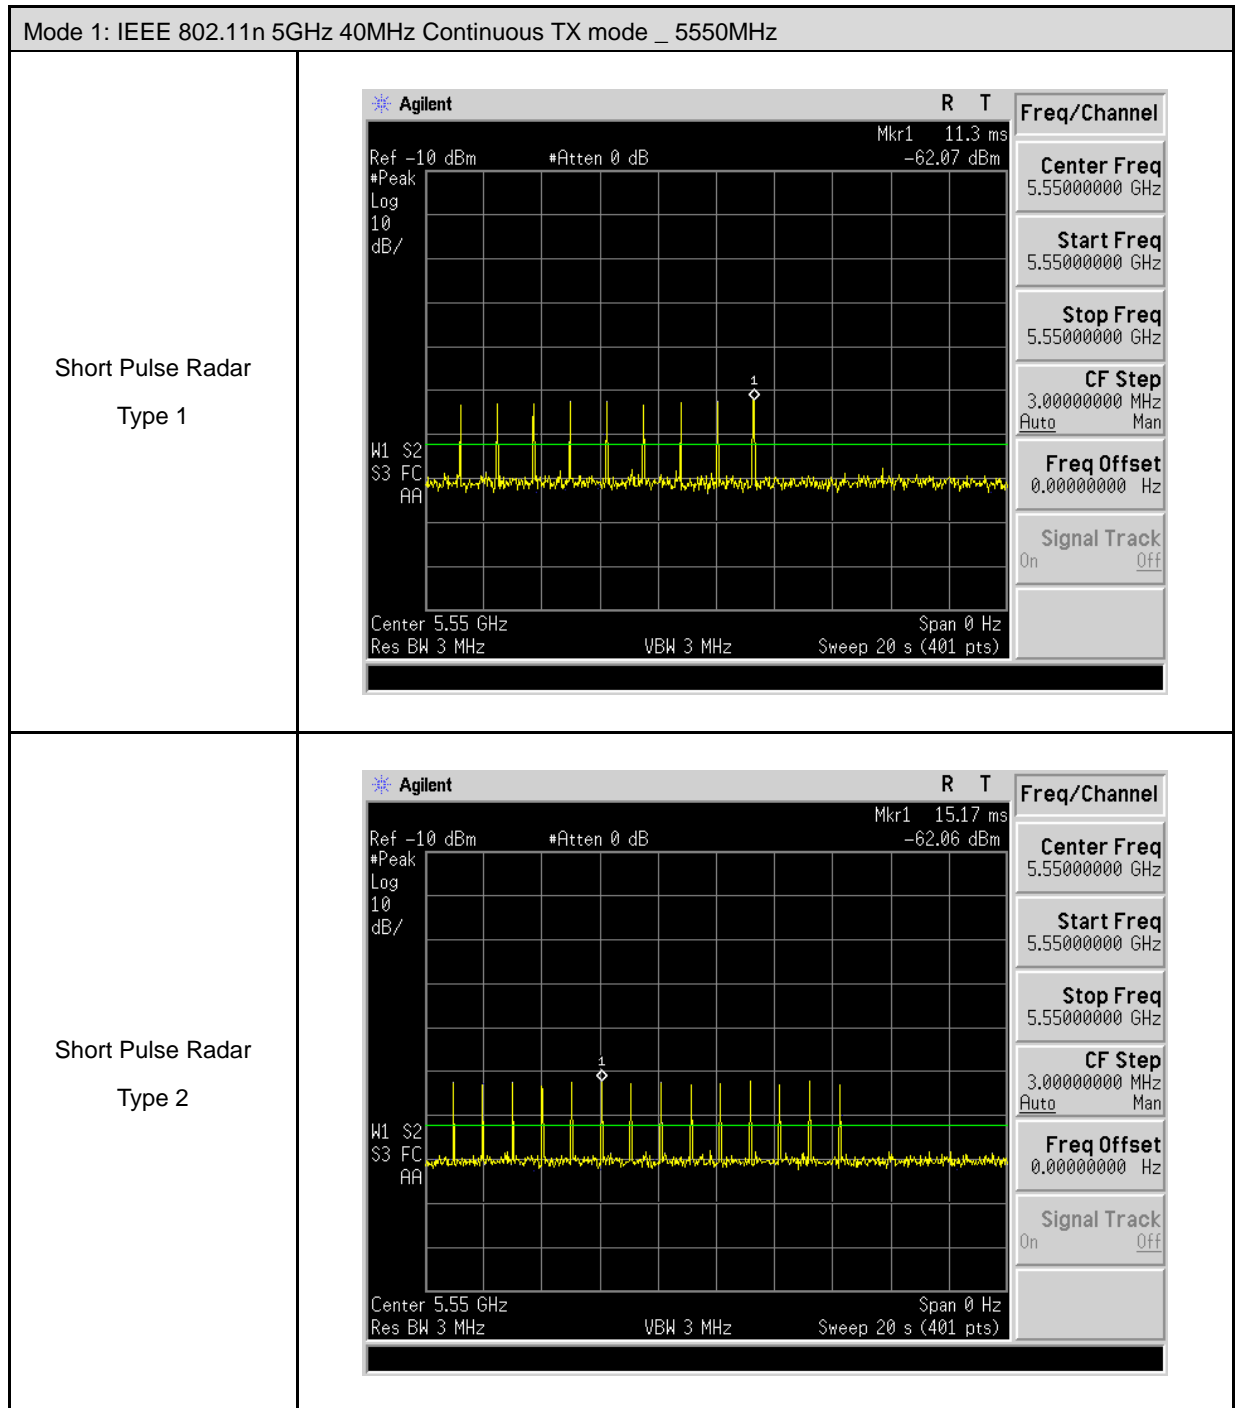 Mode 1: IEEE 802.11n 5GHz 40MHz Continuous TX mode _ 5550MHz
Short Pulse Radar
Type 1
Agilent R T
Mkr1 11.3 ms
Ref -10 dBm #Atten 0 dB -62.07 dBm
#Peak
Log
10
dB/
1
W1 S2
S3 FC
AA
Center 5.55 GHz Span 0 Hz
Res BW 3 MHz VBW 3 MHz Sweep 20 s (401 pts)
Freq/Channel
Center Freq
5.55000000 GHz
Start Freq
5.55000000 GHz
Stop Freq
5.55000000 GHz
CF Step
3.00000000 MHz
Auto Man
Freq Offset
0.00000000 Hz
Signal Track
On Off
Short Pulse Radar
Type 2
Agilent R T
Mkr1 15.17 ms
Ref -10 dBm #Atten 0 dB -62.06 dBm
#Peak
Log
10
dB/
1
W1 S2
S3 FC
AA
Center 5.55 GHz Span 0 Hz
Res BW 3 MHz VBW 3 MHz Sweep 20 s (401 pts)
Freq/Channel
Center Freq
5.55000000 GHz
Start Freq
5.55000000 GHz
Stop Freq
5.55000000 GHz
CF Step
3.00000000 MHz
Auto Man
Freq Offset
0.00000000 Hz
Signal Track
On Off